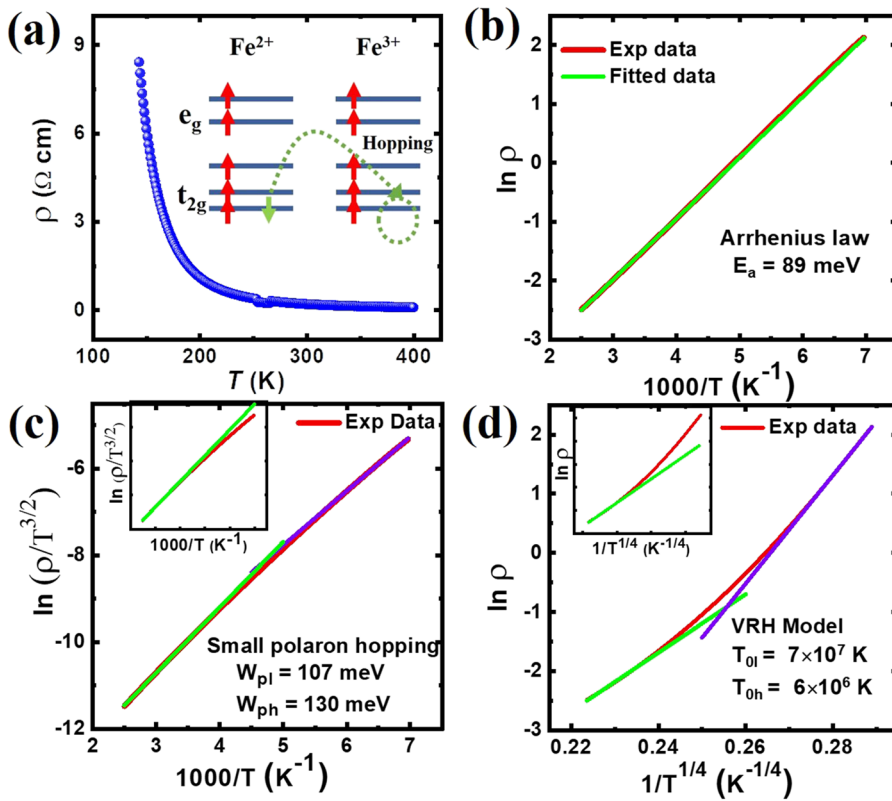 (a)
ρ (Ω cm)
9
6
3
0
100
200
300
400
T (K)
Fe2+
Fe3+
eg
t2g
Hopping
(b)
ln ρ
2
1
0
-1
-2
-3
2
3
4
5
6
7
1000/T (K-1)
Exp data
Fitted data
Arrhenius law
Ea = 89 meV
(c)
ln (ρ/T3/2)
-6
-8
-10
-12
2
3
4
5
6
7
1000/T (K-1)
Exp Data
ln (ρ/T3/2)
1000/T (K-1)
Small polaron hopping
Wpl = 107 meV
Wph = 130 meV
(d)
ln ρ
2
1
0
-1
-2
-3
0.22
0.24
0.26
0.28
1/T1/4 (K-1/4)
Exp data
ln ρ
1/T1/4 (K-1/4)
VRH Model
T0l = 7×107 K
T0h = 6×106 K